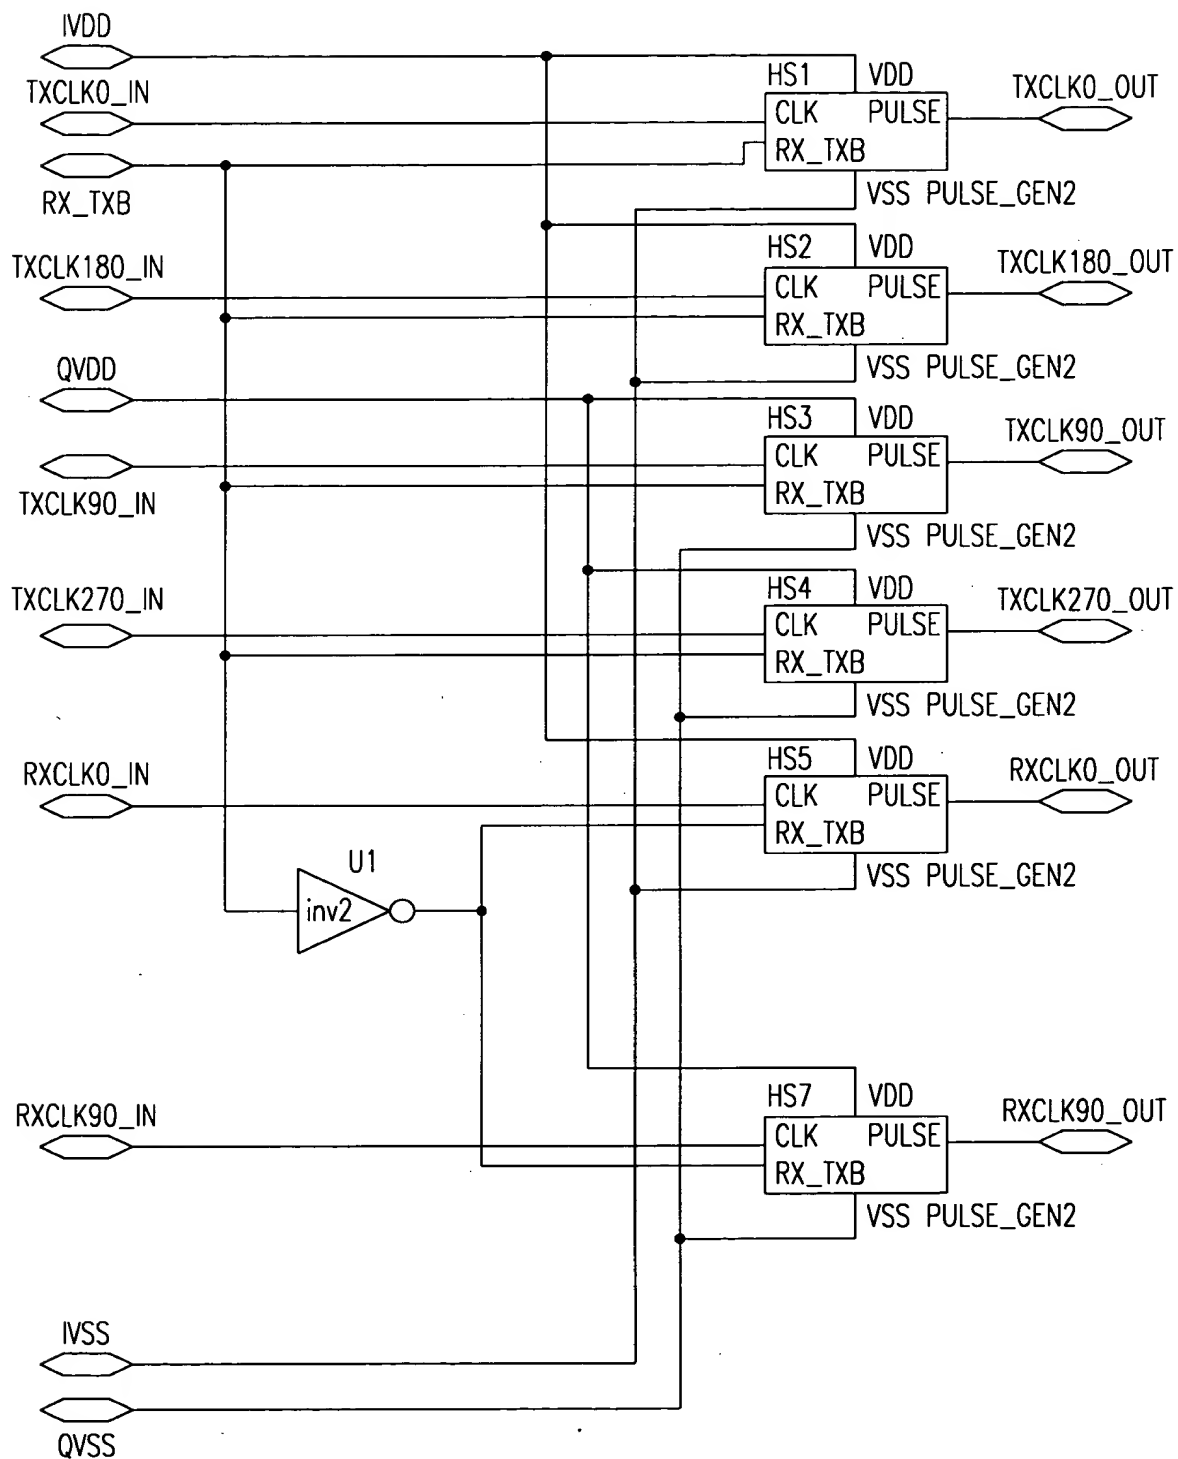 IVDD
TXCLK0_IN
RX_TXB
TXCLK180_IN
QVDD
TXCLK90_IN
TXCLK270_IN
RXCLK0_IN
U1
inv2
RXCLK90_IN
IVSS
QVSS
HS1 VDD
CLK PULSE
RX_TXB
VSS PULSE_GEN2
TXCLK0_OUT
HS2 VDD
CLK PULSE
RX_TXB
VSS PULSE_GEN2
TXCLK180_OUT
HS3 VDD
CLK PULSE
RX_TXB
VSS PULSE_GEN2
TXCLK90_OUT
HS4 VDD
CLK PULSE
RX_TXB
VSS PULSE_GEN2
TXCLK270_OUT
HS5 VDD
CLK PULSE
RX_TXB
VSS PULSE_GEN2
RXCLK0_OUT
HS7 VDD
CLK PULSE
RX_TXB
VSS PULSE_GEN2
RXCLK90_OUT